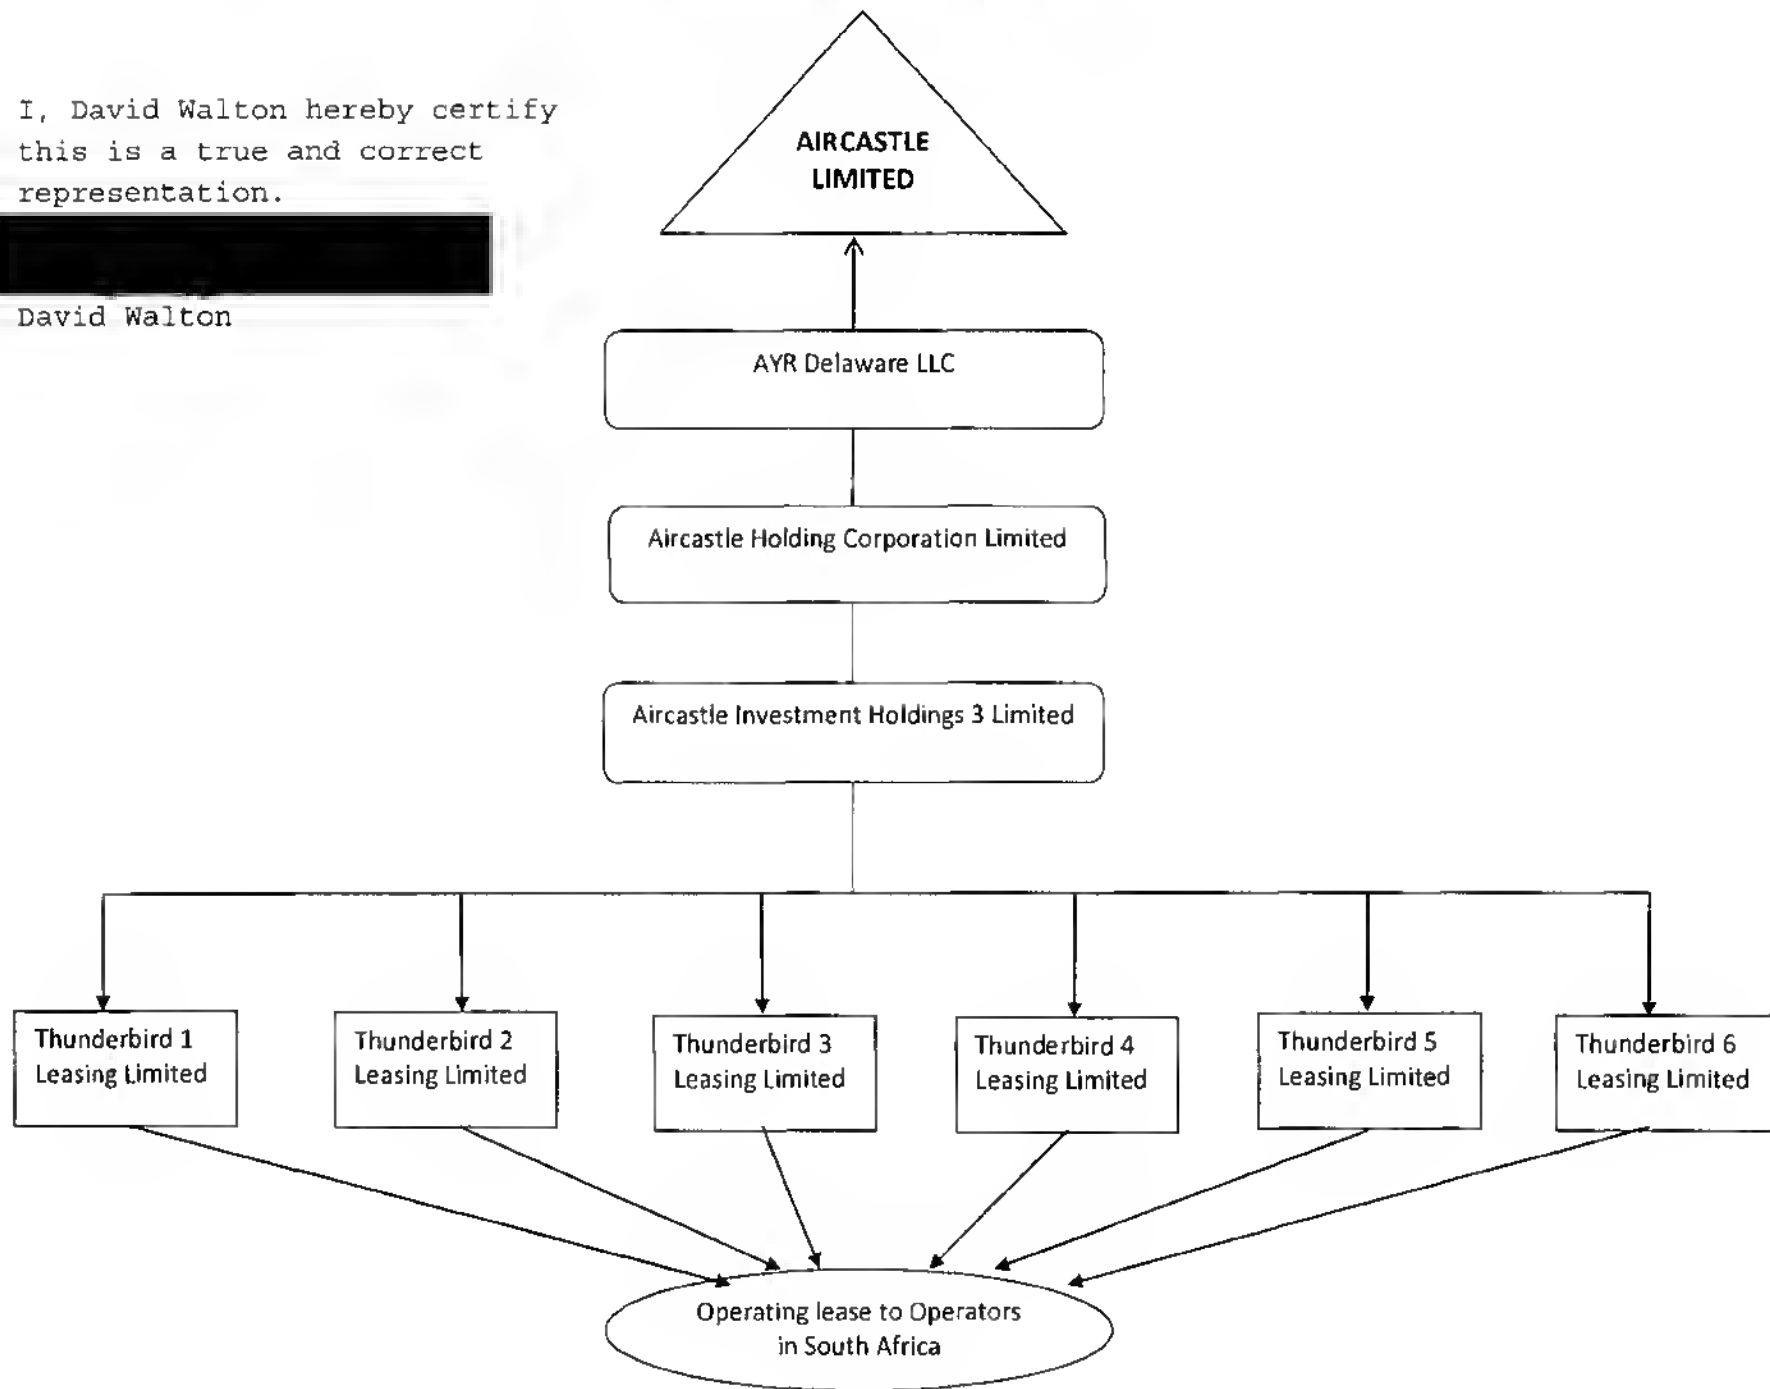 I, David Walton hereby certify
this is a true and correct
representation.
David Walton
AIRCASTLE
LIMITED
AYR Delaware LLC
Aircastle Holding Corporation Limited
Aircastle Investment Holdings 3 Limited
Thunderbird 1
Leasing Limited
Thunderbird 2
Leasing Limited
Thunderbird 3
Leasing Limited
Thunderbird 4
Leasing Limited
Thunderbird 5
Leasing Limited
Thunderbird 6
Leasing Limited
Operating lease to Operators
in South Africa